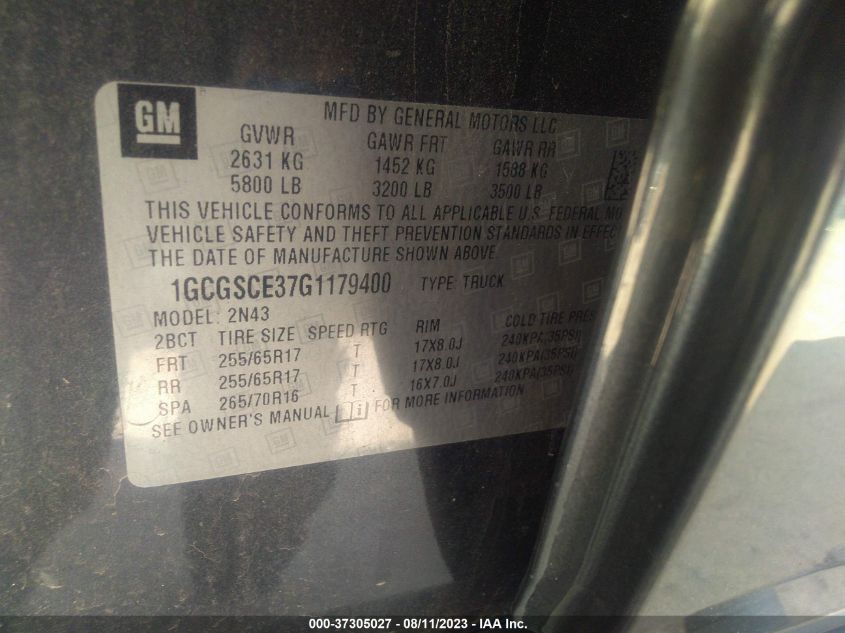 GM
MFD BY GENERAL MOTORS LLC
GVWR GAWR FRT GAWR RR
2631 KG 1452 KG 1588 KG
5800 LB 3200 LB 3500 LB
THIS VEHICLE CONFORMS TO ALL APPLICABLE U.S. FEDERAL MO
VEHICLE SAFETY AND THEFT PREVENTION STANDARDS IN EFFECT
THE DATE OF MANUFACTURE SHOWN ABOVE.
1GCGSCE37G1179400 TYPE: TRUCK
MODEL: 2N43
2BCT TIRE SIZE SPEED RTG RIM COLD TIRE PRES
FRT 255/65R17 T 17X8.0J 240KPA(35PSI)
RR 255/65R17 T 17X8.0J 240KPA(35PSI)
SPA 265/70R16 T 16X7.0J 240KPA(35PSI)
SEE OWNER'S MANUAL FOR MORE INFORMATION
000-37305027 - 08/11/2023 - IAA Inc.